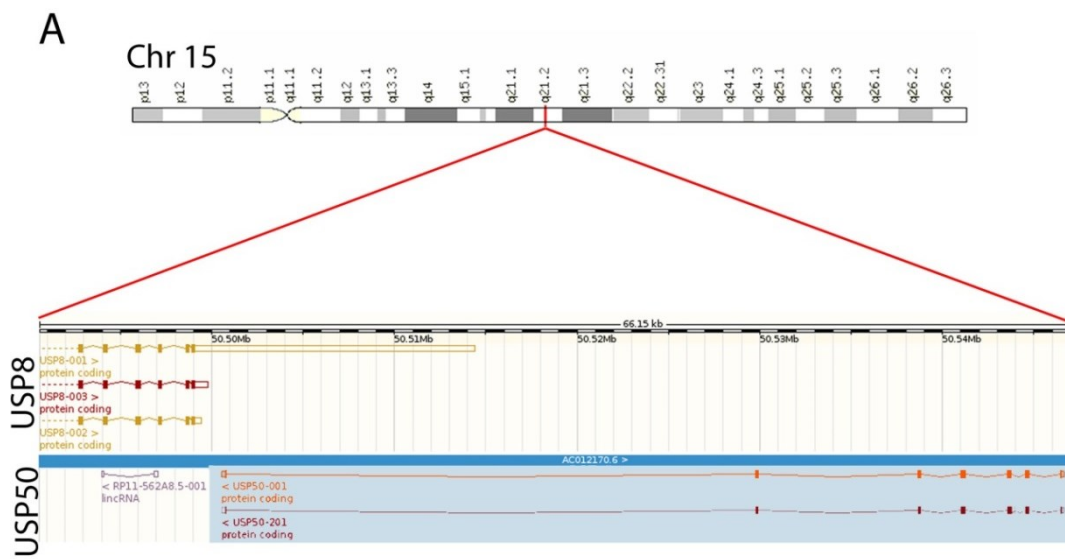 A
Chr 15
p13 p12 p11.2 p11.1 q11.1 q11.2 q12 q13.1 q13.3 q14 q15.1 q21.1 q21.2 q21.3 q22.2 q22.31 q23 q24.1 q24.3 q25.1 q25.2 q25.3 q26.1 q26.2 q26.3
66.15 kb
50.50Mb 50.51Mb 50.52Mb 50.53Mb 50.54Mb
USP8
USP8-001 >
protein coding
USP8-003 >
protein coding
USP8-002 >
protein coding
AC012170.6 >
USP50
< RP11-562A8.5-001
lincRNA
< USP50-001
protein coding
< USP50-201
protein coding